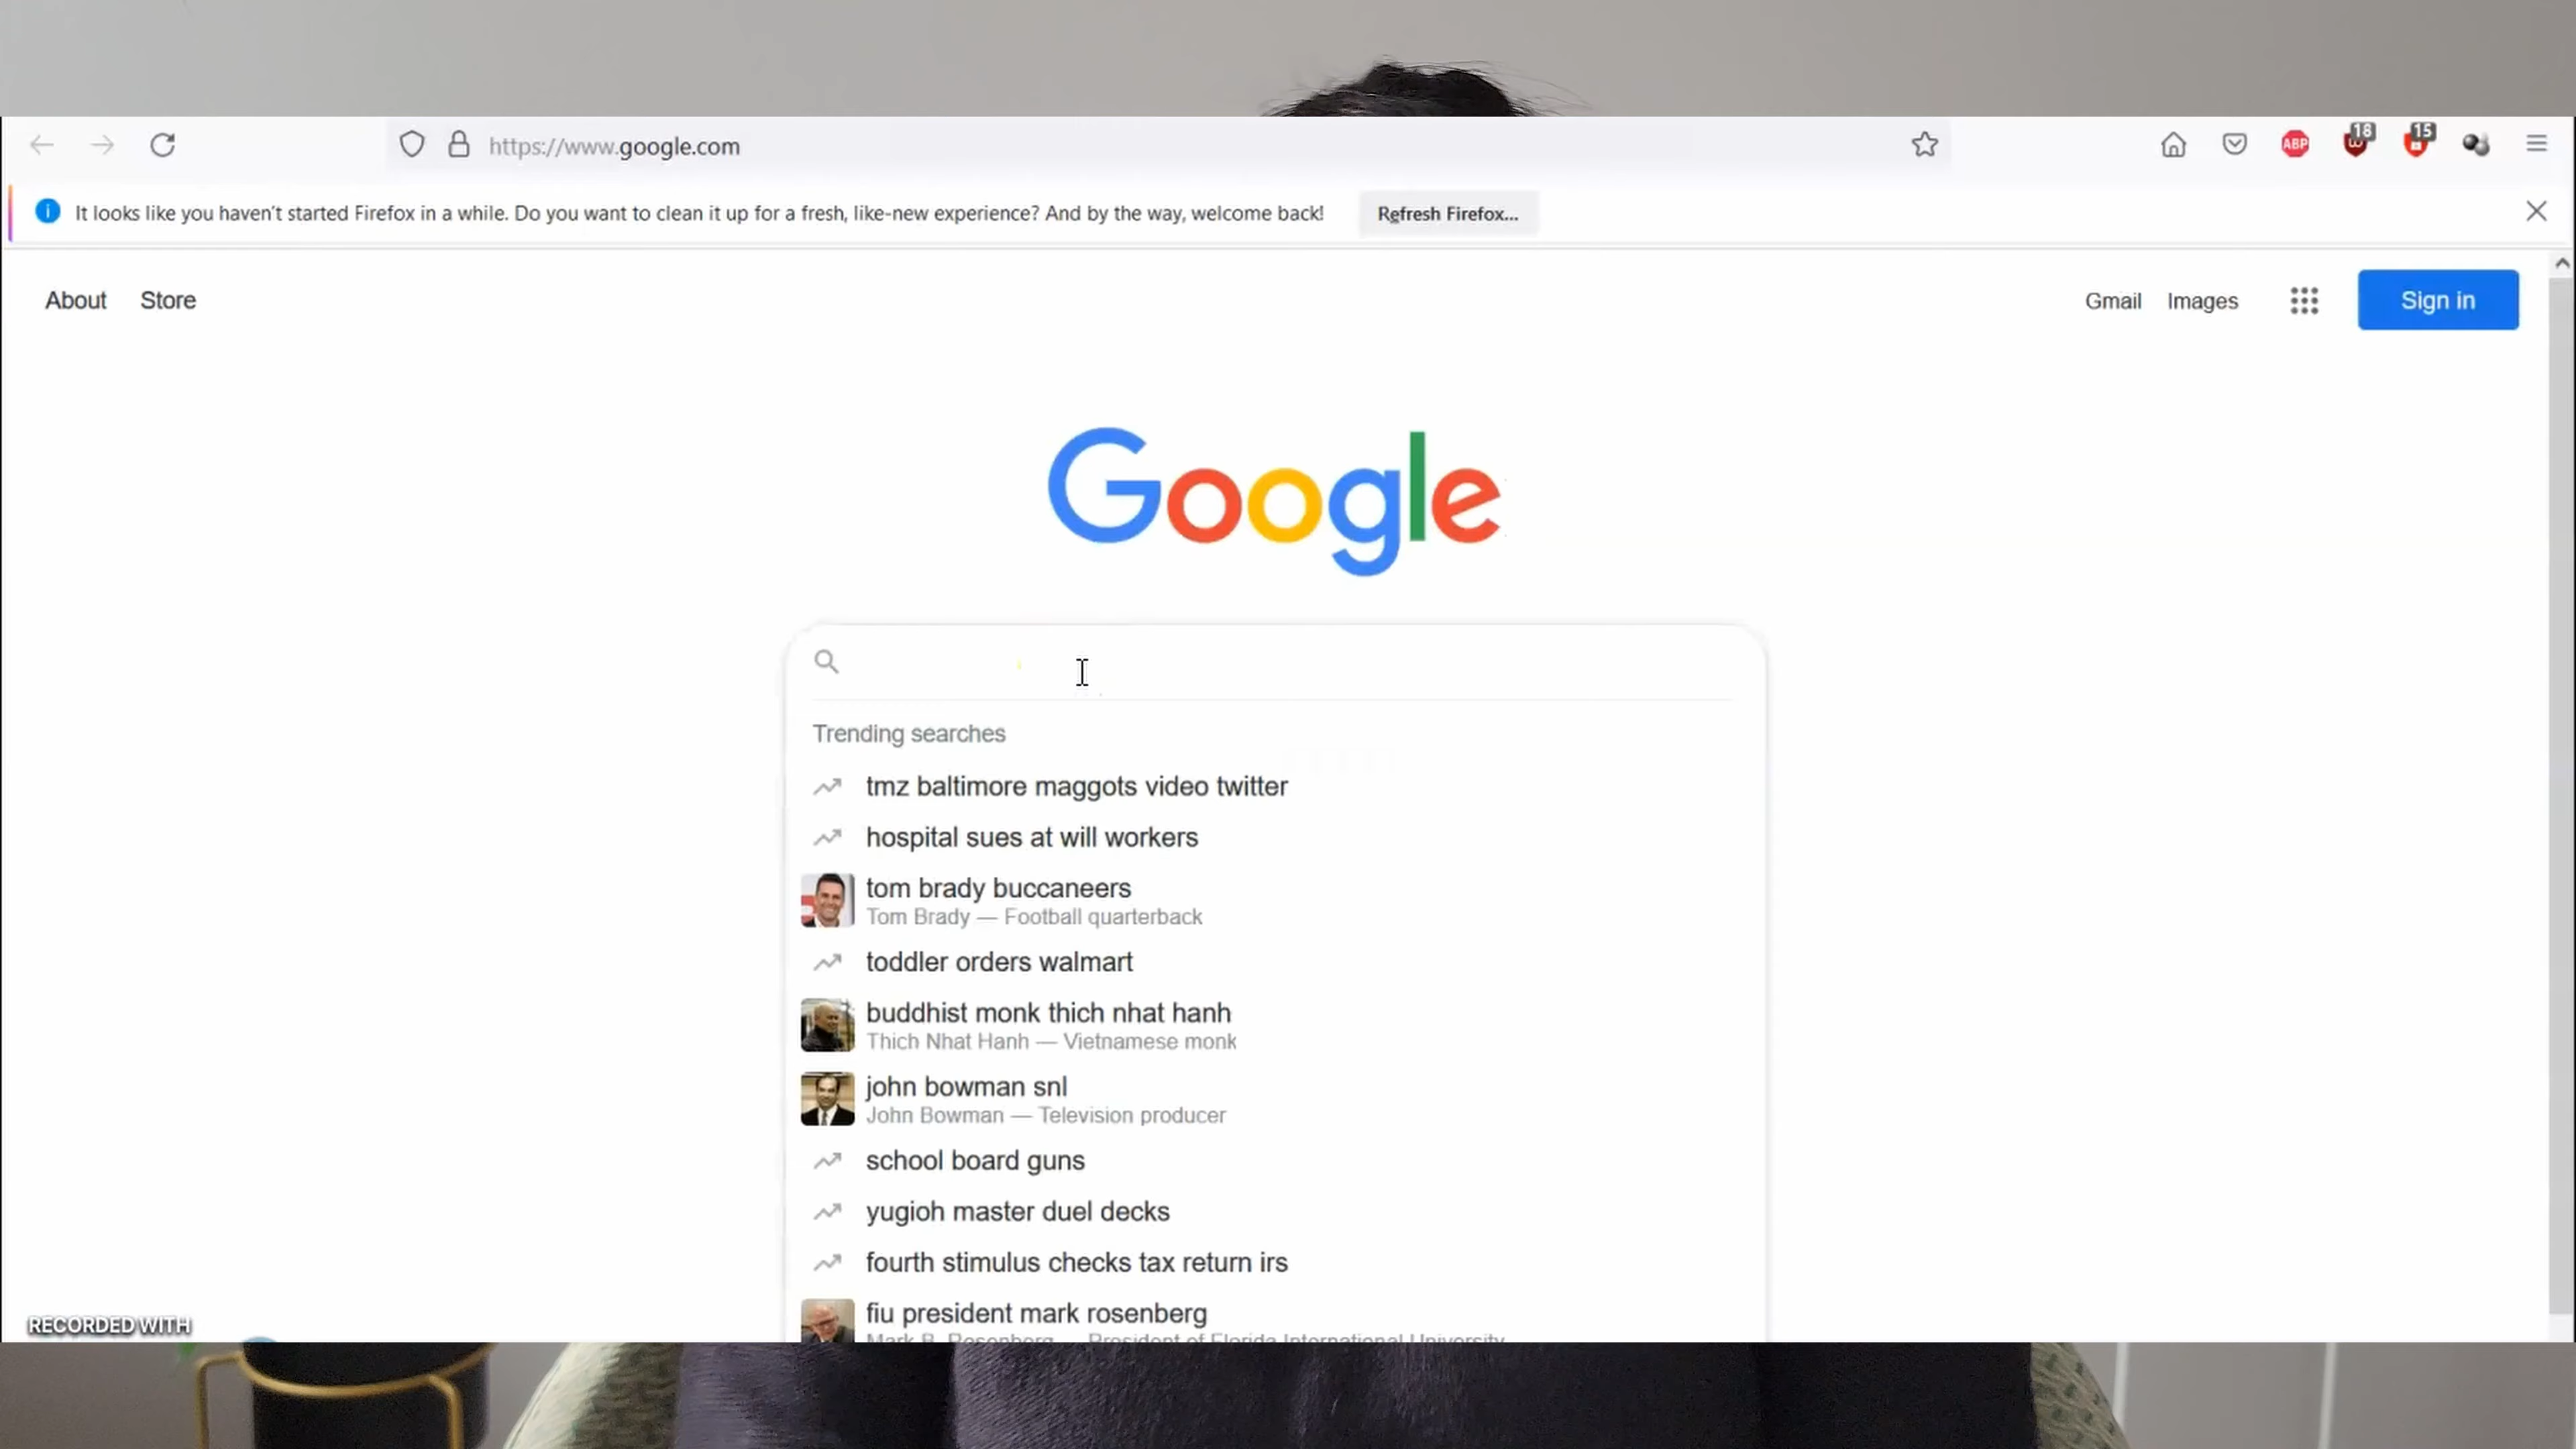 https://www.google.com
ABP
18
15
It looks like you haven't started Firefox in a while. Do you want to clean it up for a fresh, like-new experience? And by the way, welcome back!
Refresh Firefox...
About Store
Gmail Images
Sign in
Google
Trending searches
tmz baltimore maggots video twitter
hospital sues at will workers
tom brady buccaneers
Tom Brady — Football quarterback
toddler orders walmart
buddhist monk thich nhat hanh
Thich Nhat Hanh — Vietnamese monk
john bowman snl
John Bowman — Television producer
school board guns
yugioh master duel decks
fourth stimulus checks tax return irs
fiu president mark rosenberg
Mark B. Rosenberg — President of Florida International University
RECORDED WITH